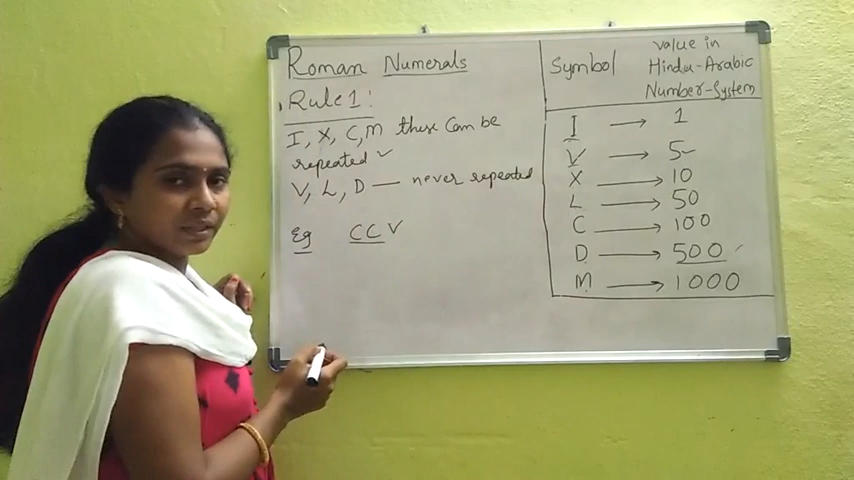 Roman Numerals
Rule 1:
I, X, C, M these can be
repeated ✓
V, L, D — never repeated
Eg CCV
Symbol value in
Hindu-Arabic
Number-System
I → 1
V → 5
X → 10
L → 50
C → 100
D → 500
M → 1000